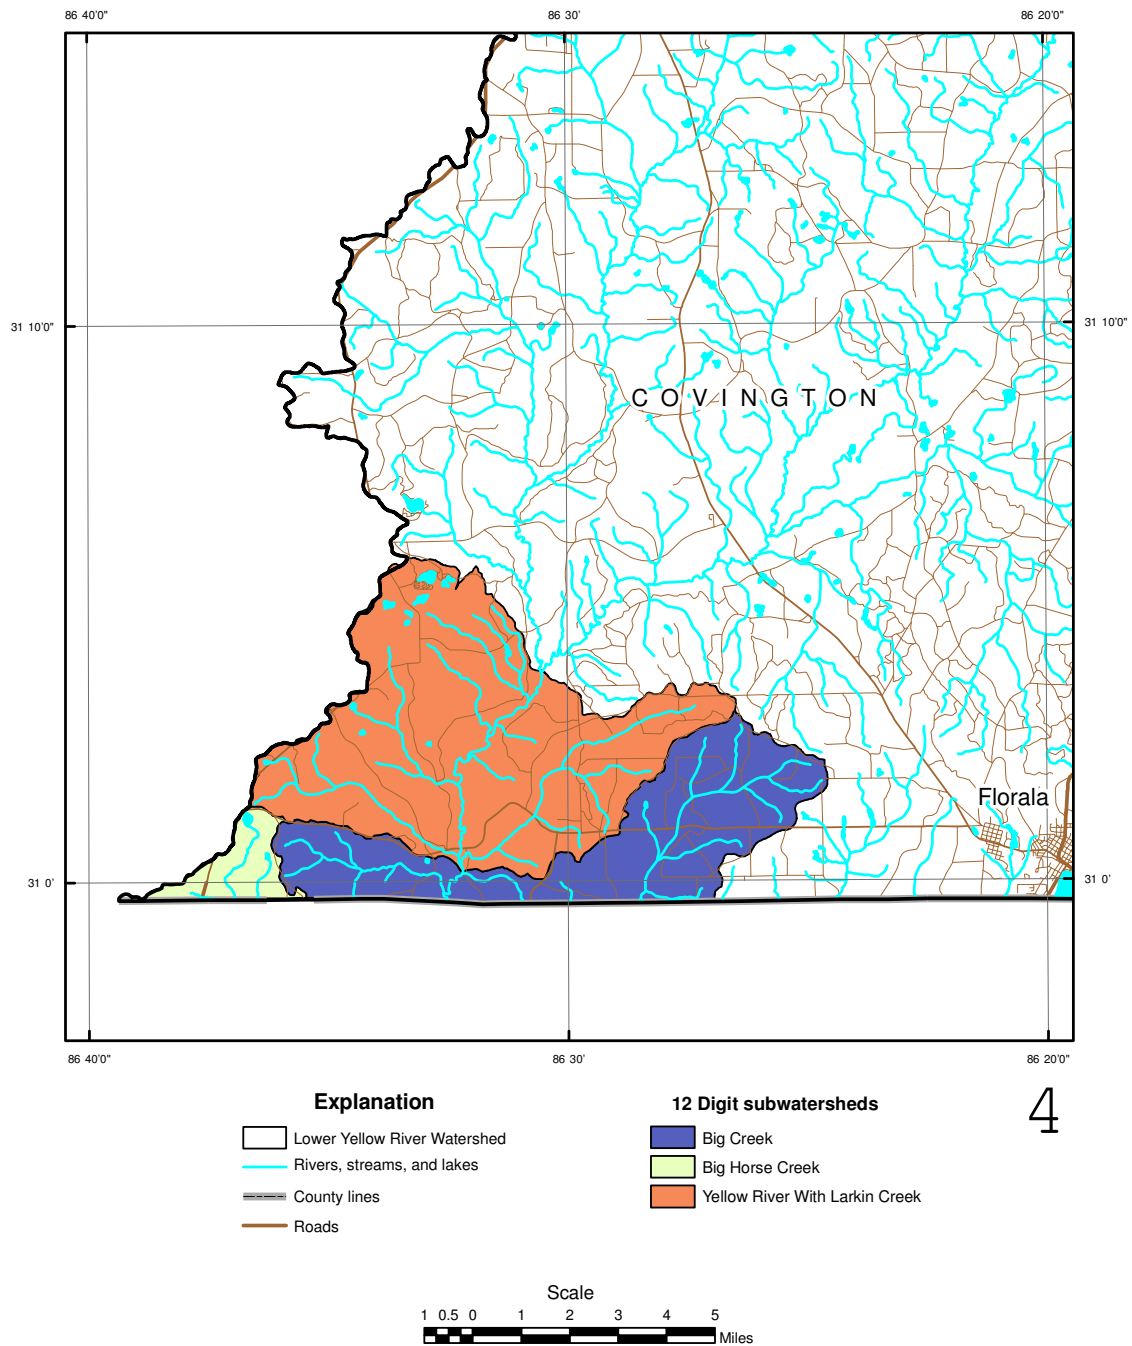 86 40'0"
86 30'
86 20'0"
31 10'0"
31 10'0"
COVINGTON
Florala
31 0'
31 0'
86 40'0"
86 30'
86 20'0"
4
Explanation
Lower Yellow River Watershed
Rivers, streams, and lakes
County lines
Roads
12 Digit subwatersheds
Big Creek
Big Horse Creek
Yellow River With Larkin Creek
Scale
1 0.5 0 1 2 3 4 5
Miles